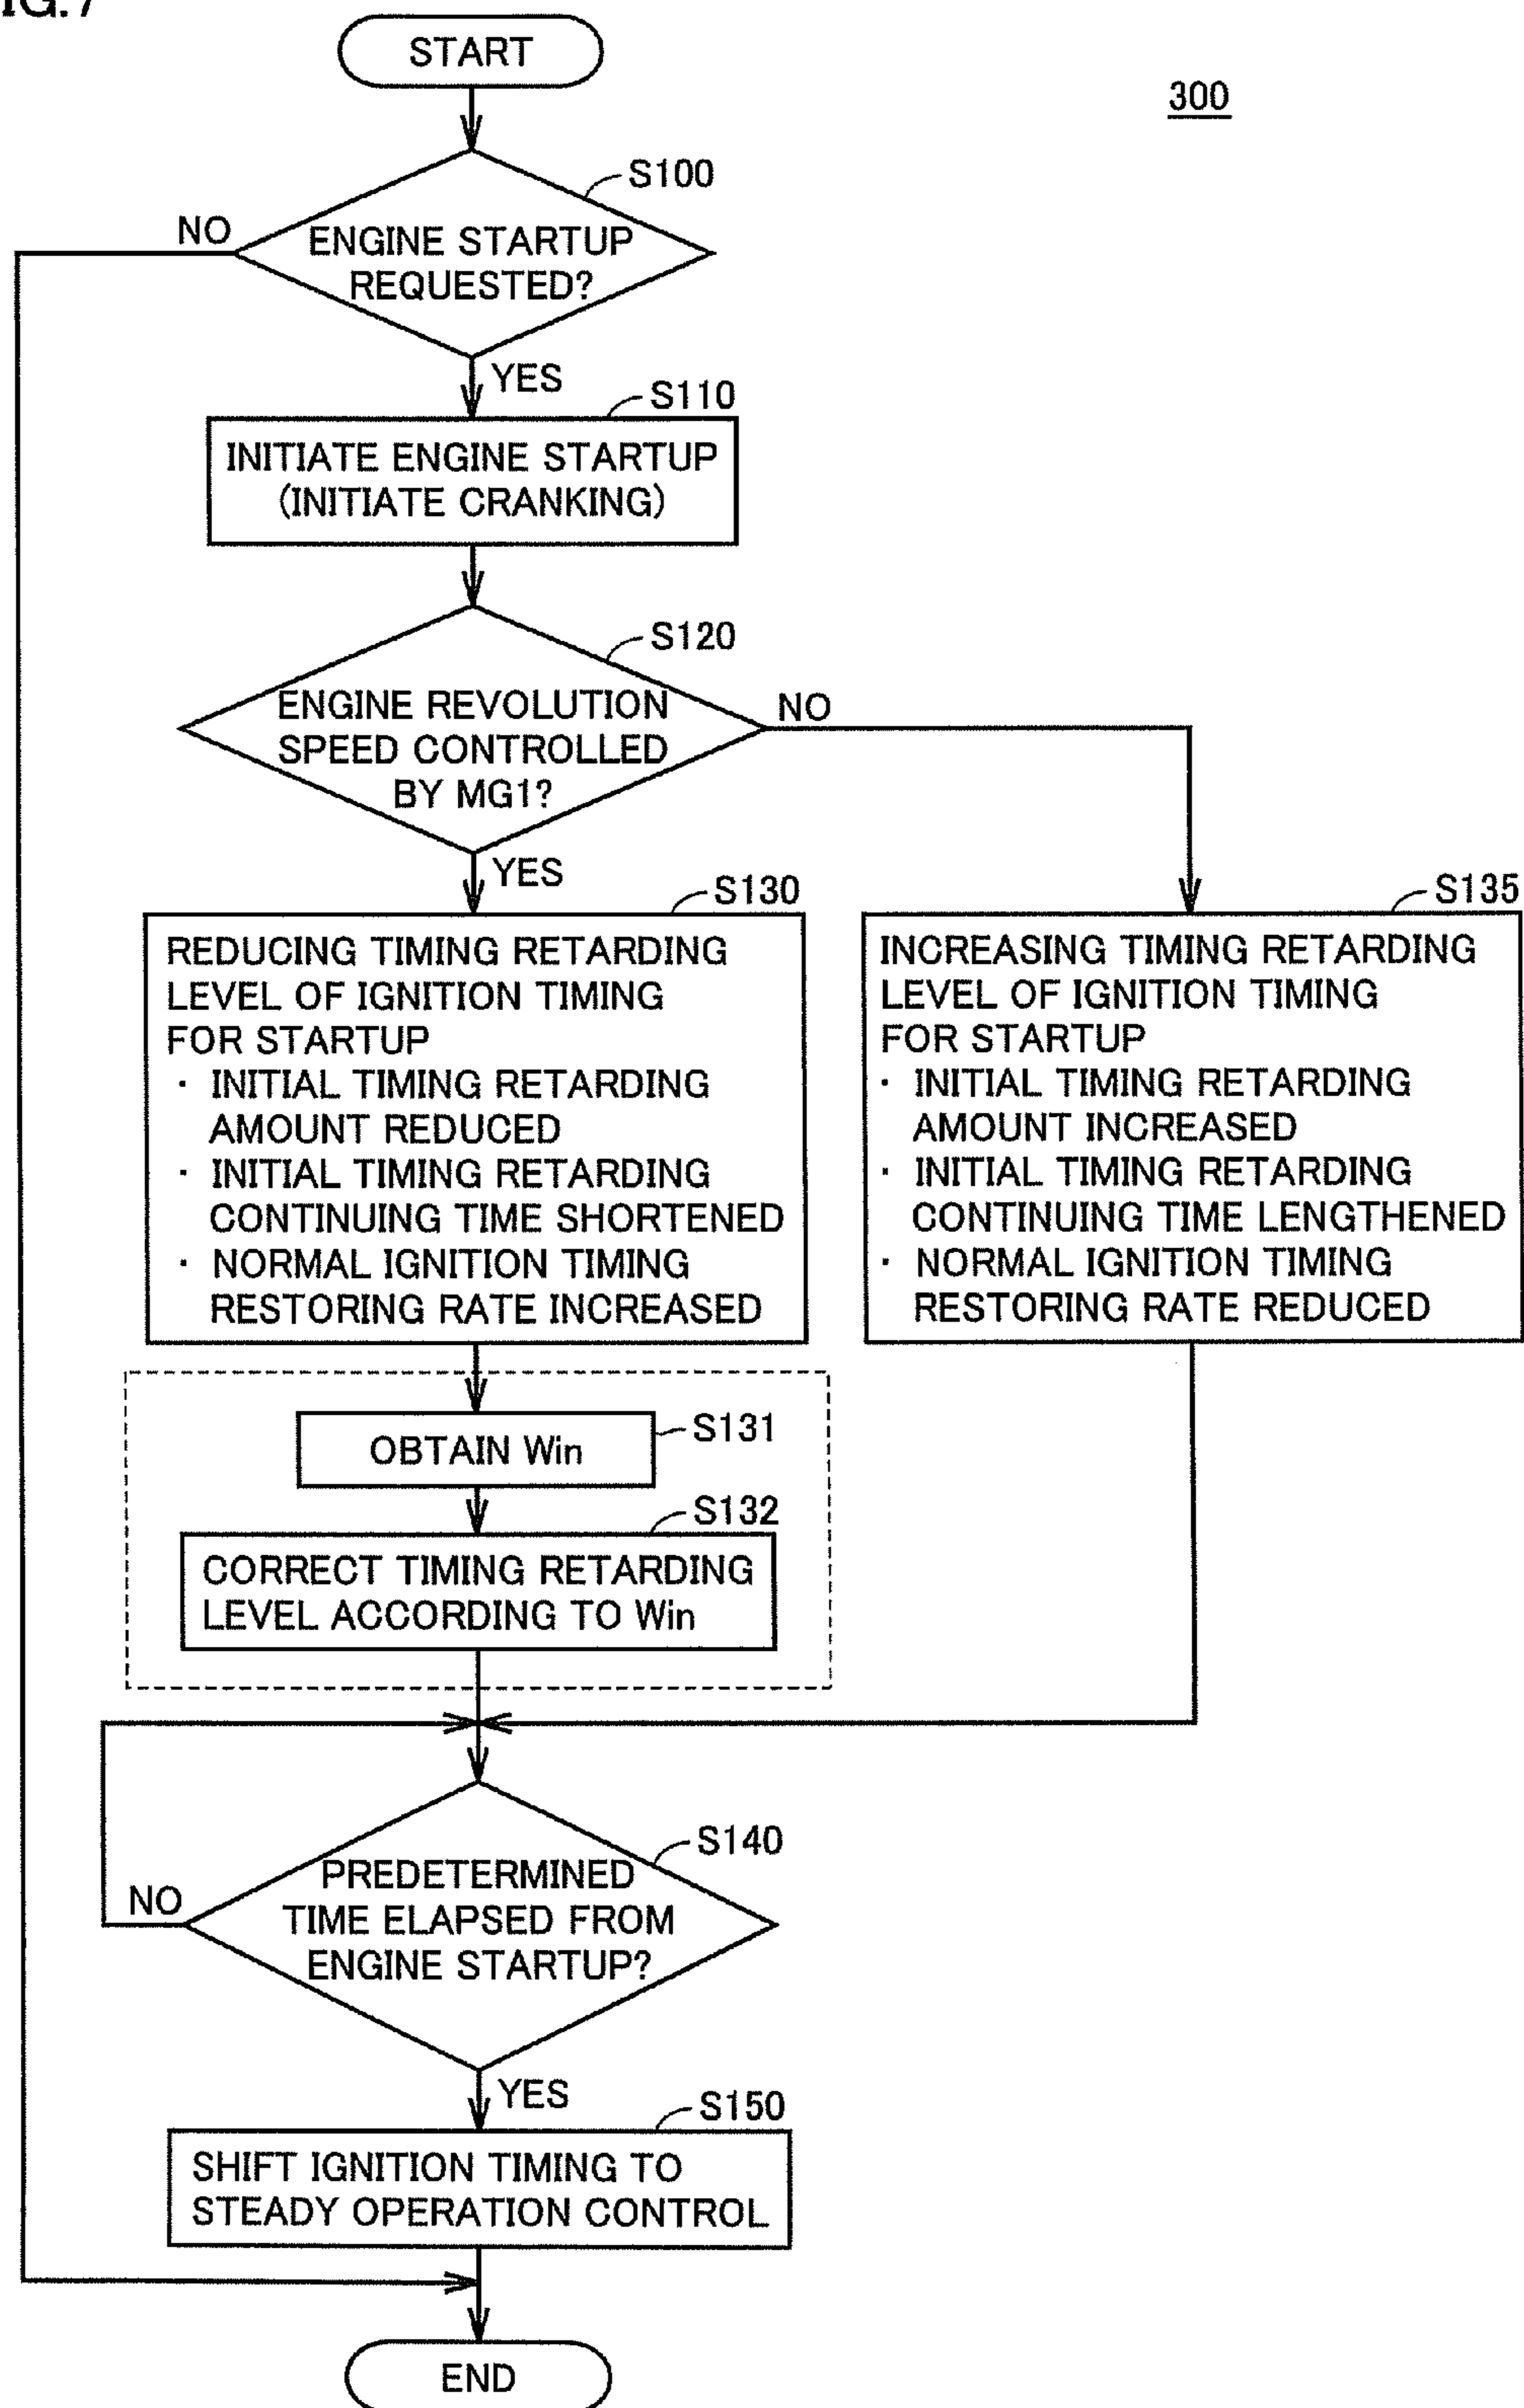 FIG.7
START
300
S100
NO
ENGINE STARTUP
REQUESTED?
YES
S110
INITIATE ENGINE STARTUP
(INITIATE CRANKING)
S120
ENGINE REVOLUTION
SPEED CONTROLLED
BY MG1?
NO
YES
S130
REDUCING TIMING RETARDING
LEVEL OF IGNITION TIMING
FOR STARTUP
· INITIAL TIMING RETARDING
AMOUNT REDUCED
· INITIAL TIMING RETARDING
CONTINUING TIME SHORTENED
· NORMAL IGNITION TIMING
RESTORING RATE INCREASED
S135
INCREASING TIMING RETARDING
LEVEL OF IGNITION TIMING
FOR STARTUP
· INITIAL TIMING RETARDING
AMOUNT INCREASED
· INITIAL TIMING RETARDING
CONTINUING TIME LENGTHENED
· NORMAL IGNITION TIMING
RESTORING RATE REDUCED
S131
OBTAIN Win
S132
CORRECT TIMING RETARDING
LEVEL ACCORDING TO Win
S140
PREDETERMINED
TIME ELAPSED FROM
ENGINE STARTUP?
NO
YES
S150
SHIFT IGNITION TIMING TO
STEADY OPERATION CONTROL
END